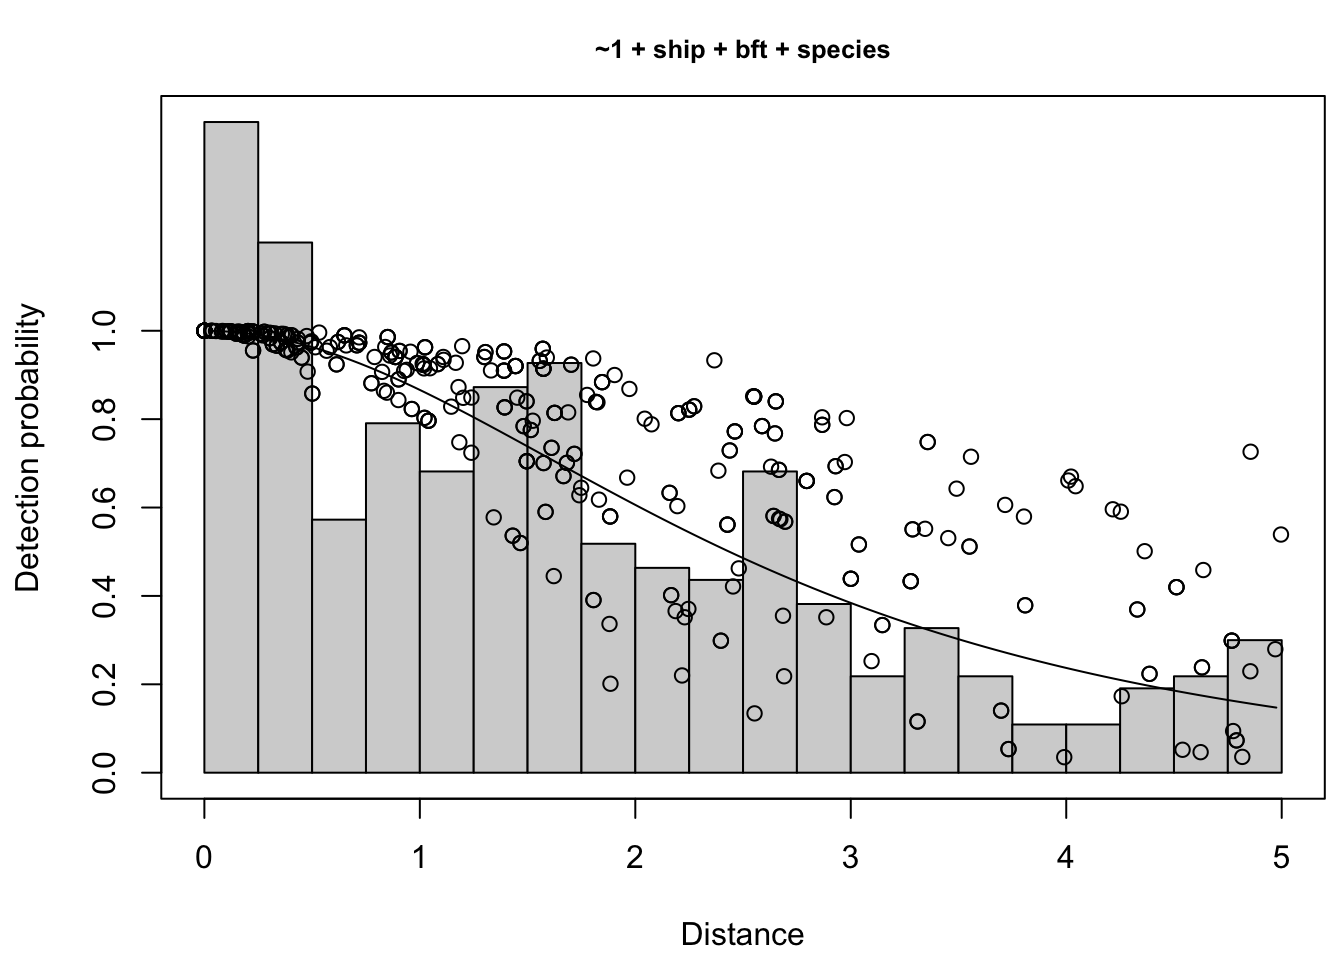 ~1 + ship + bft + species
Detection probability
1.0
0.8
0.6
0.4
0.2
0.0
0 1 2 3 4 5
Distance